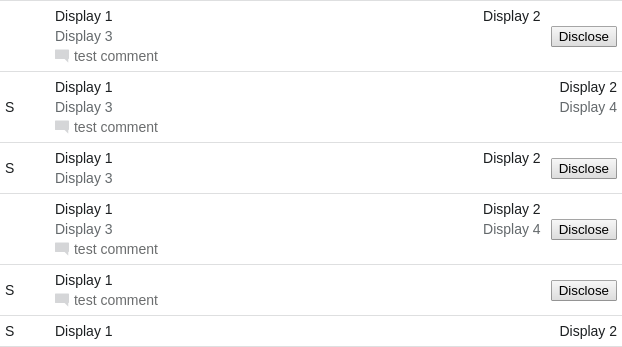 Display 1 Display 2
Display 3 Disclose
test comment
Display 1 Display 2
S Display 3 Display 4
test comment
Display 1 Display 2
S Disclose
Display 3
Display 1 Display 2
Display 3 Display 4 Disclose
test comment
Display 1
S Disclose
test comment
S Display 1 Display 2